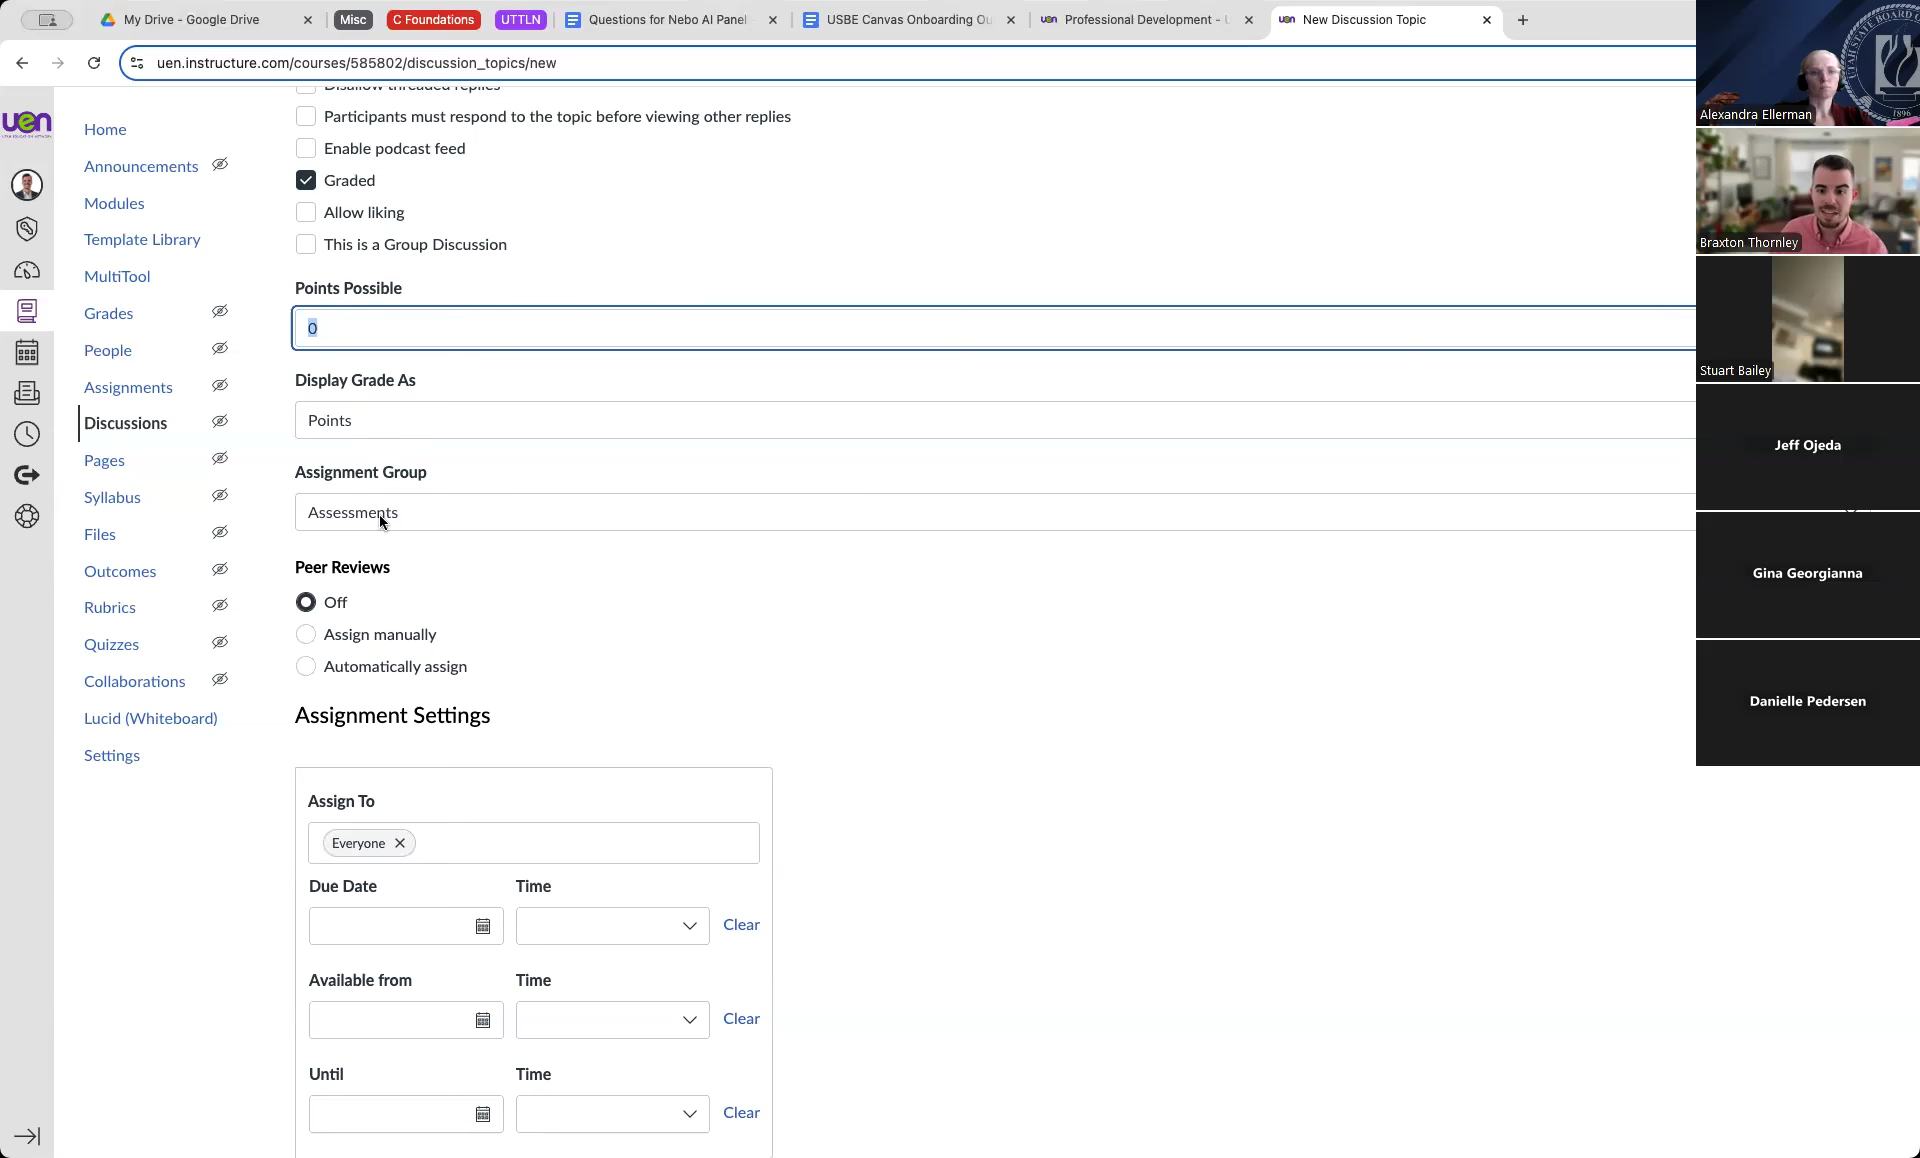 My Drive - Google Drive
Misc
C Foundations
UTTLN
Questions for Nebo AI Panel
USBE Canvas Onboarding Ou
Professional Development - U
New Discussion Topic
uen.instructure.com/courses/585802/discussion_topics/new
uen
Home
Announcements
Modules
Template Library
MultiTool
Grades
People
Assignments
Discussions
Pages
Syllabus
Files
Outcomes
Rubrics
Quizzes
Collaborations
Lucid (Whiteboard)
Settings
Disallow threaded replies
Participants must respond to the topic before viewing other replies
Enable podcast feed
Graded
Allow liking
This is a Group Discussion
Points Possible
0
Display Grade As
Points
Assignment Group
Assessments
Peer Reviews
Off
Assign manually
Automatically assign
Assignment Settings
Assign To
Everyone
Due Date
Time
Clear
Available from
Time
Clear
Until
Time
Clear
Alexandra Ellerman
Braxton Thornley
Stuart Bailey
Jeff Ojeda
Gina Georgianna
Danielle Pedersen